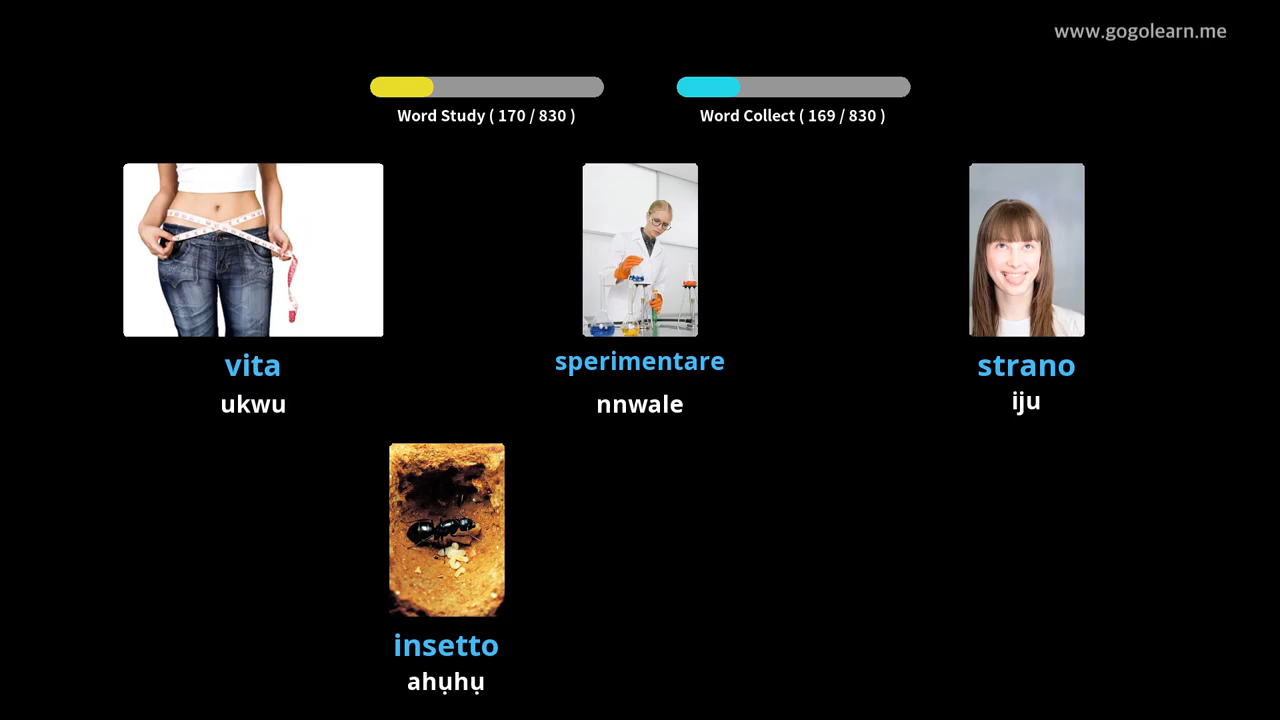 www.gogolearn.me
Word Study ( 170 / 830 )
Word Collect ( 169 / 830 )
vita
ukwu
sperimentare
nnwale
strano
iju
insetto
ahụhụ